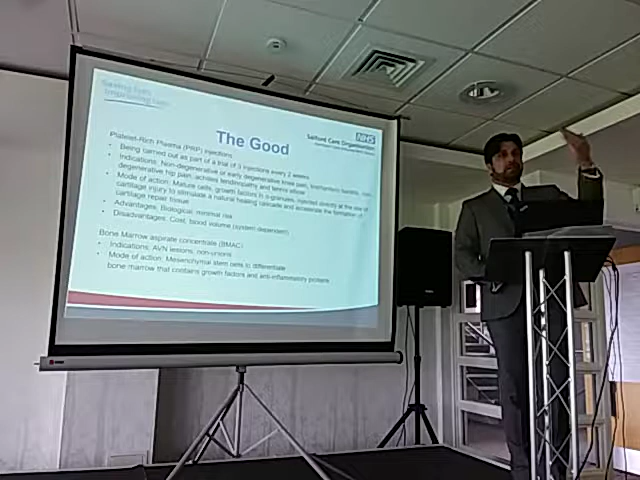 Saving lives
Improving lives
The Good
NHS
Salford Care Organisation
Platelet-Rich Plasma (PRP) injections
• Being carried out as part of a trial of 3 injections every 2 weeks
• Indications: Non-degenerative or early degenerative knee pain,
degenerative hip pain, achilles tendinopathy and tennis elbow
• Mode of action: Mature cells, growth factors in α-granules, injected directly at the site of
cartilage injury to stimulate a natural healing cascade and accelerate the formation of
cartilage repair tissue
• Advantages: Biological, minimal risk
• Disadvantages: Cost, blood volume (system dependent)
Bone Marrow aspirate concentrate (BMAC)
• Indications: AVN lesions, non-unions
• Mode of action: Mesenchymal stem cells to differentiate
bone marrow that contains growth factors and anti-inflammatory proteins